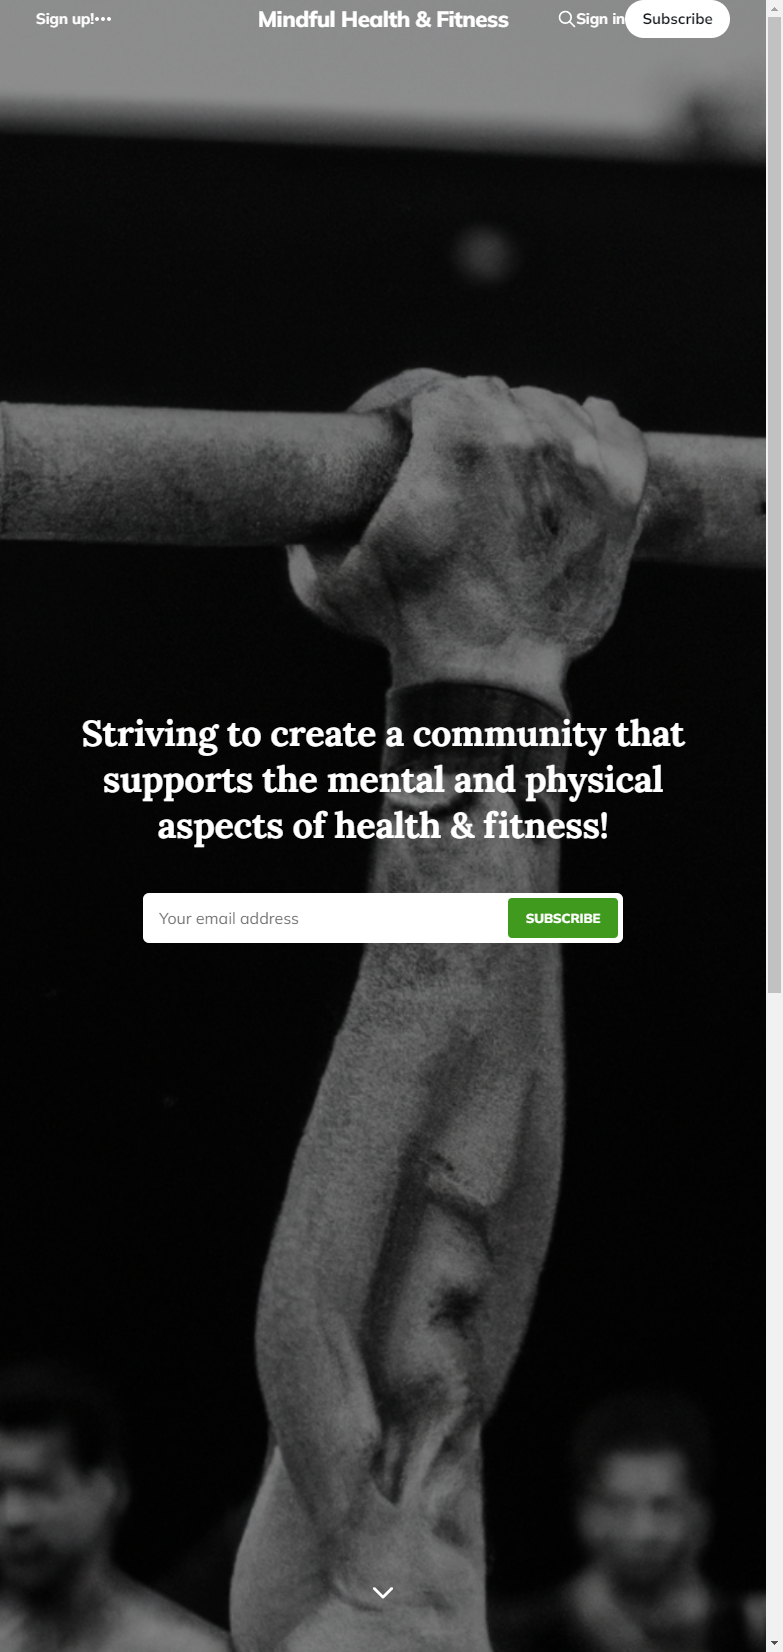 Sign up!•••
Mindful Health & Fitness
Sign in
Subscribe
Striving to create a community that
supports the mental and physical
aspects of health & fitness!
Your email address
SUBSCRIBE